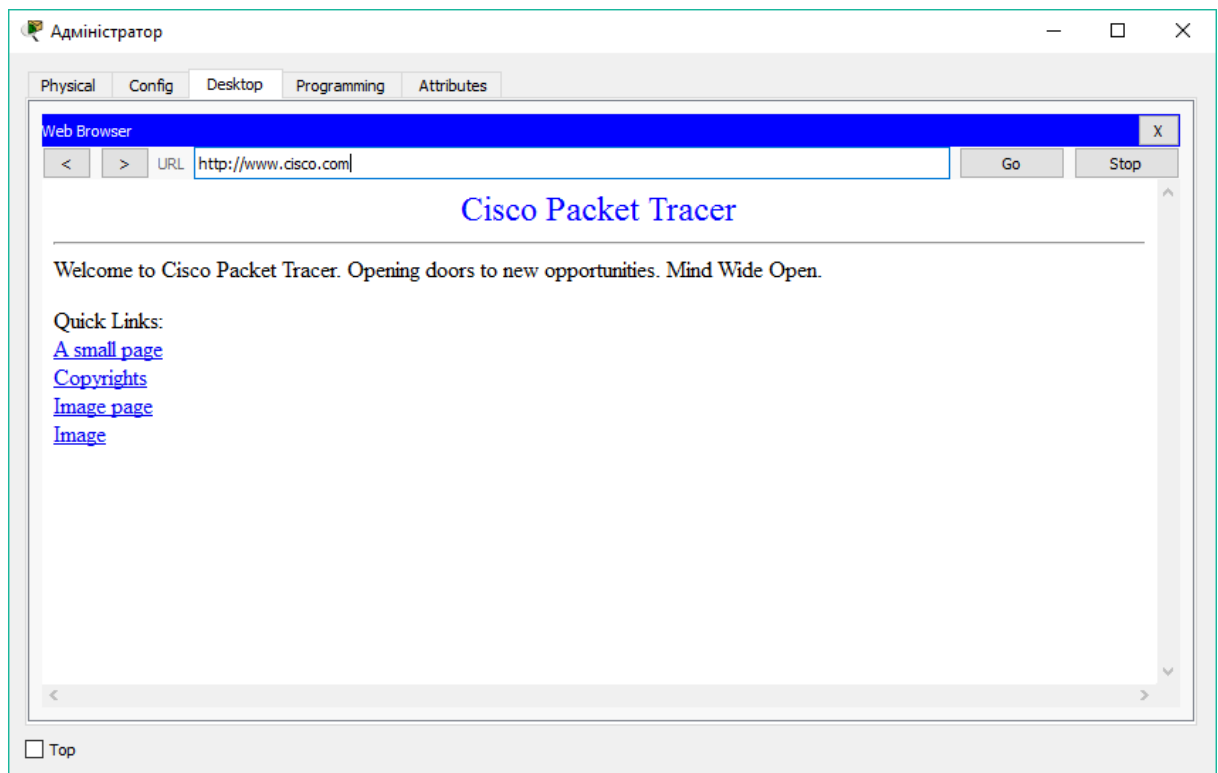 Адміністратор
Physical Config Desktop Programming Attributes
Web Browser X
< > URL http://www.cisco.com Go Stop
Cisco Packet Tracer
Welcome to Cisco Packet Tracer. Opening doors to new opportunities. Mind Wide Open.
Quick Links:
A small page
Copyrights
Image page
Image
Top